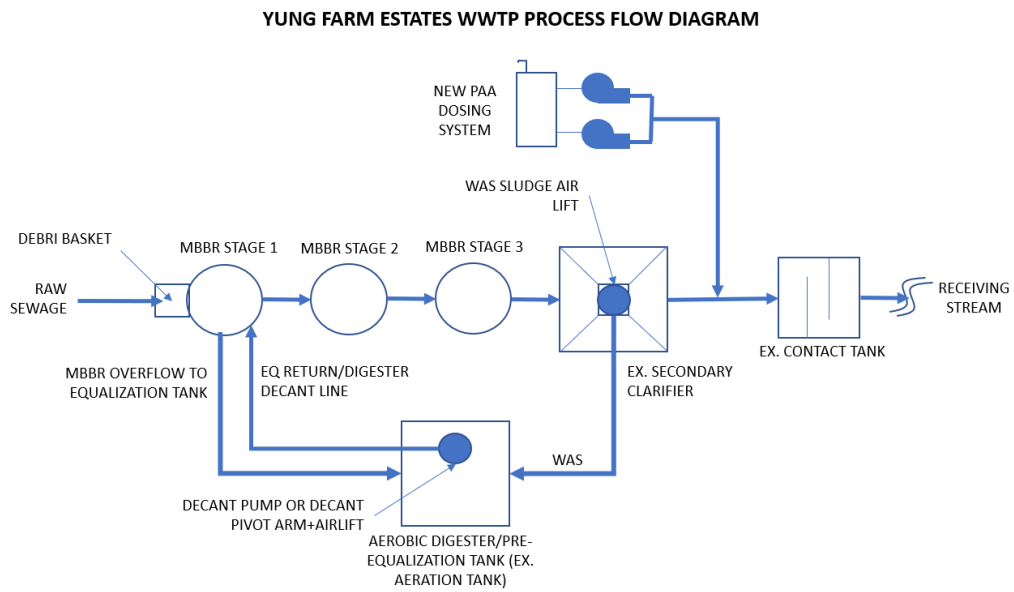 YUNG FARM ESTATES WWTP PROCESS FLOW DIAGRAM
NEW PAA
DOSING
SYSTEM
WAS SLUDGE AIR
LIFT
DEBRI BASKET
MBBR STAGE 1
MBBR STAGE 2
MBBR STAGE 3
RAW
SEWAGE
RECEIVING
STREAM
EX. CONTACT TANK
MBBR OVERFLOW TO
EQUALIZATION TANK
EQ RETURN/DIGESTER
DECANT LINE
EX. SECONDARY
CLARIFIER
WAS
DECANT PUMP OR DECANT
PIVOT ARM+AIRLIFT
AEROBIC DIGESTER/PRE-
EQUALIZATION TANK (EX.
AERATION TANK)